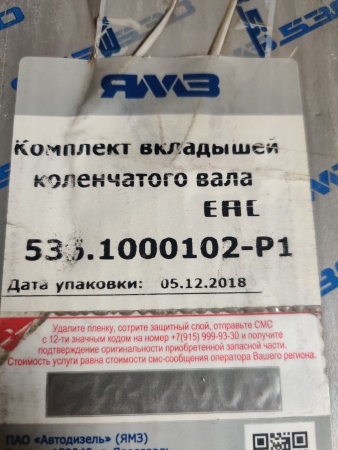 ЯМЗ
Комплект вкладышей
коленчатого вала
ЕАС
536.1000102-Р1
Дата упаковки: 05.12.2018
Удалите пленку, сотрите защитный слой, отправьте СМС
с 12-ти значным кодом на номер +7(915) 999-93-30 и получите
подтверждение оригинальности приобретенной запасной части.
Стоимость услуги равна стоимости смс-сообщения оператора Вашего региона.
ПАО «Автодизель» (ЯМЗ)